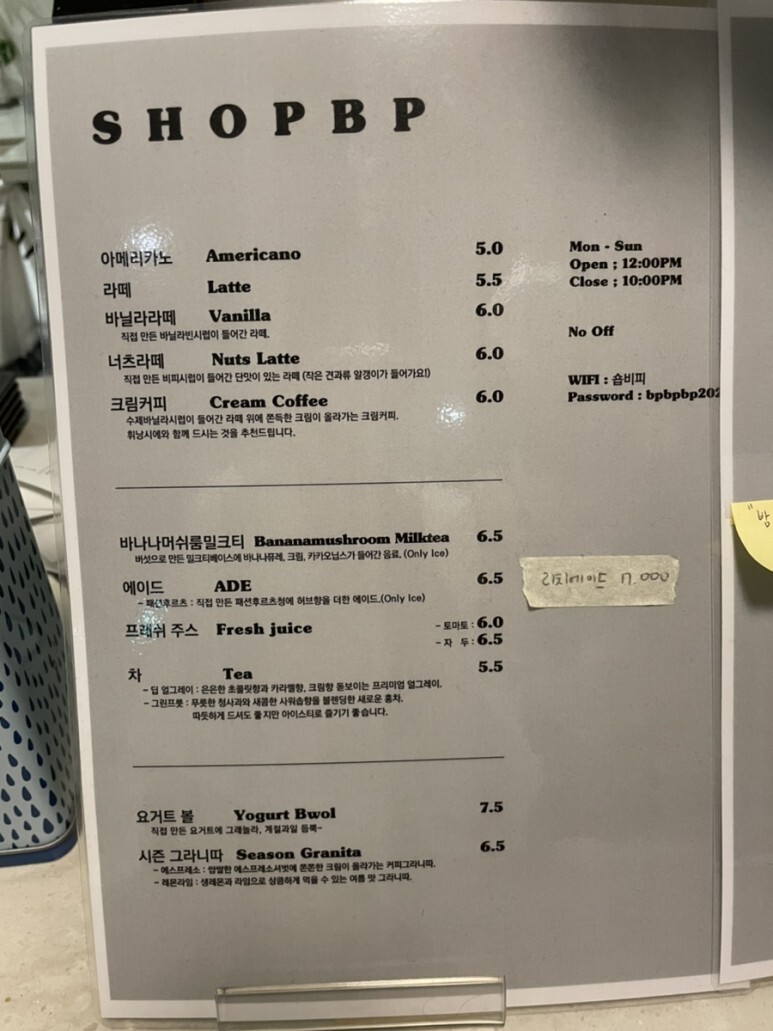 SHOPBP
아메리카노 Americano 5.0
라떼 Latte 5.5
바닐라라떼 Vanilla 6.0
직접 만든 바닐라빈시럽이 들어간 라떼.
너츠라떼 Nuts Latte 6.0
직접 만든 비피시럽이 들어간 단맛이 있는 라떼 (작은 견과류 알갱이가 들어가요!)
크림커피 Cream Coffee 6.0
수제바닐라시럽이 들어간 라떼 위에 쫀득한 크림이 올라가는 크림커피.
휘낭시에와 함께 드시는 것을 추천드립니다.
바나나머쉬룸밀크티 Bananamushroom Milktea 6.5
버섯으로 만든 밀크티베이스에 바나나퓨레, 크림, 카카오닙스가 들어간 음료. (Only Ice)
에이드 ADE 6.5
- 패션후르츠 : 직접 만든 패션후르츠청에 허브향을 더한 에이드.(Only Ice)
프레쉬 주스 Fresh juice - 토마토 : 6.0
- 자 두 : 6.5
차 Tea 5.5
- 딥 얼그레이 : 은은한 초콜릿향과 카라멜향, 크림향 돋보이는 프리미엄 얼그레이.
- 그린프룻 : 푸릇한 청사과와 새콤한 사워솝향을 블렌딩한 새로운 홍차.
따듯하게 드셔도 좋지만 아이스티로 즐기기 좋습니다.
요거트 볼 Yogurt Bwol 7.5
직접 만든 요거트에 그래놀라, 계절과일 듬뿍~
시즌 그라니따 Season Granita 6.5
- 에스프레소 : 쌉쌀한 에스프레소셔벗에 쫀쫀한 크림이 올라가는 커피그라니따.
- 레몬라임 : 생레몬과 라임으로 상큼하게 먹을 수 있는 여름 맛 그라니따.
Mon - Sun
Open ; 12:00PM
Close ; 10:00PM
No Off
WIFI : 숍비피
Password : bpbpbp202